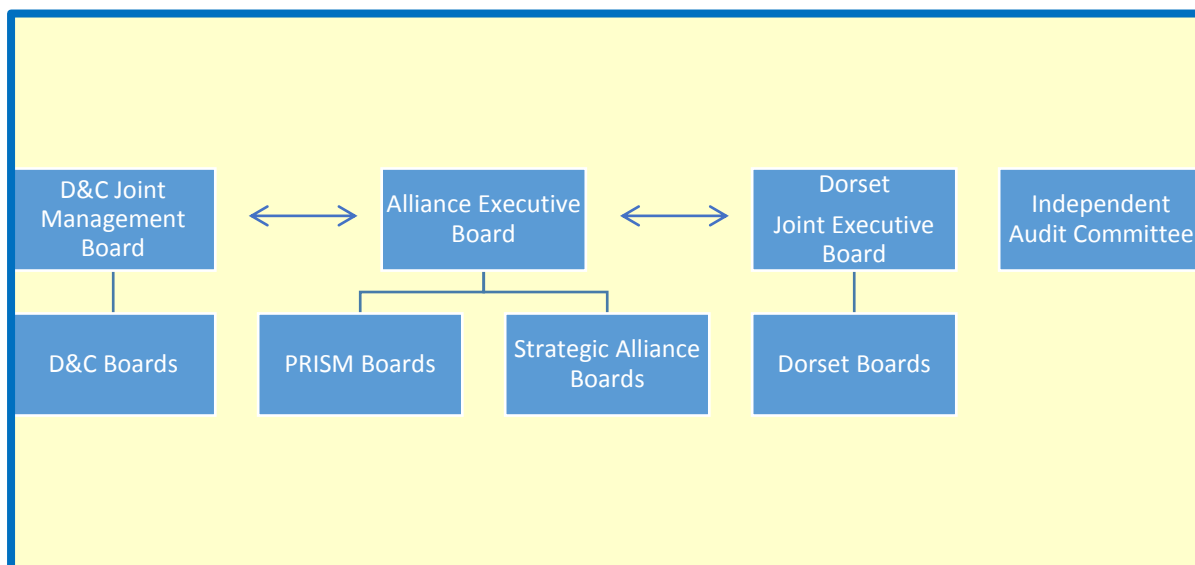 D&C Joint
Management
Board
Alliance Executive
Board
Dorset
Joint Executive
Board
Independent
Audit Committee
D&C Boards
PRISM Boards
Strategic Alliance
Boards
Dorset Boards